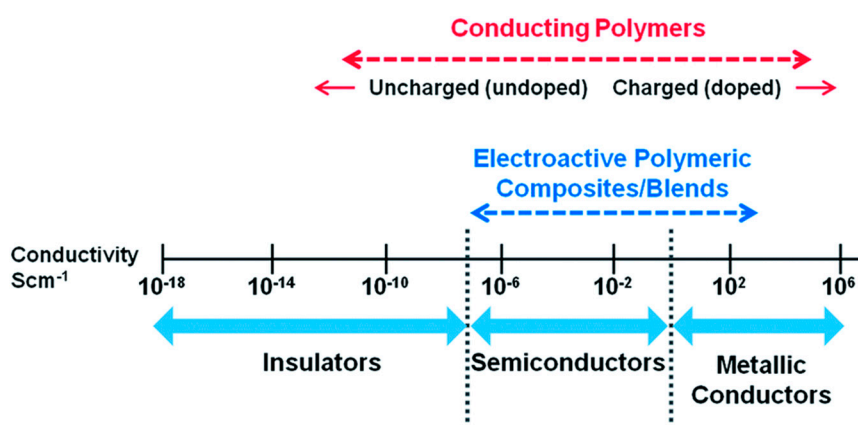 Conducting Polymers
Uncharged (undoped) Charged (doped)
Electroactive Polymeric
Composites/Blends
Conductivity
Scm⁻¹
10⁻¹⁸ 10⁻¹⁴ 10⁻¹⁰ 10⁻⁶ 10⁻² 10² 10⁶
Insulators Semiconductors Metallic
Conductors